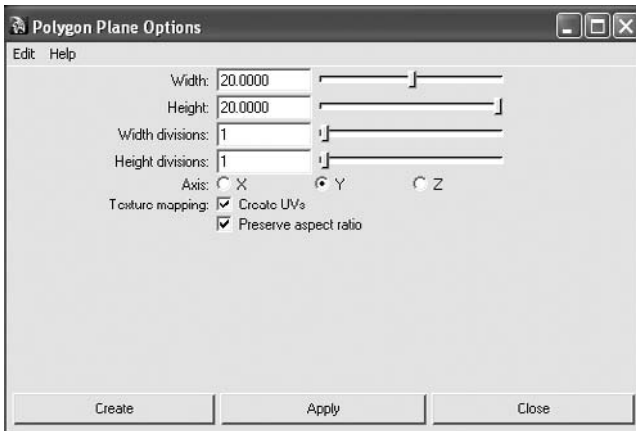 Polygon Plane Options
Edit Help
Width: 20.0000
Height: 20.0000
Width divisions: 1
Height divisions: 1
Axis: X Y Z
Texture mapping: Create UVs
Preserve aspect ratio
Create Apply Close